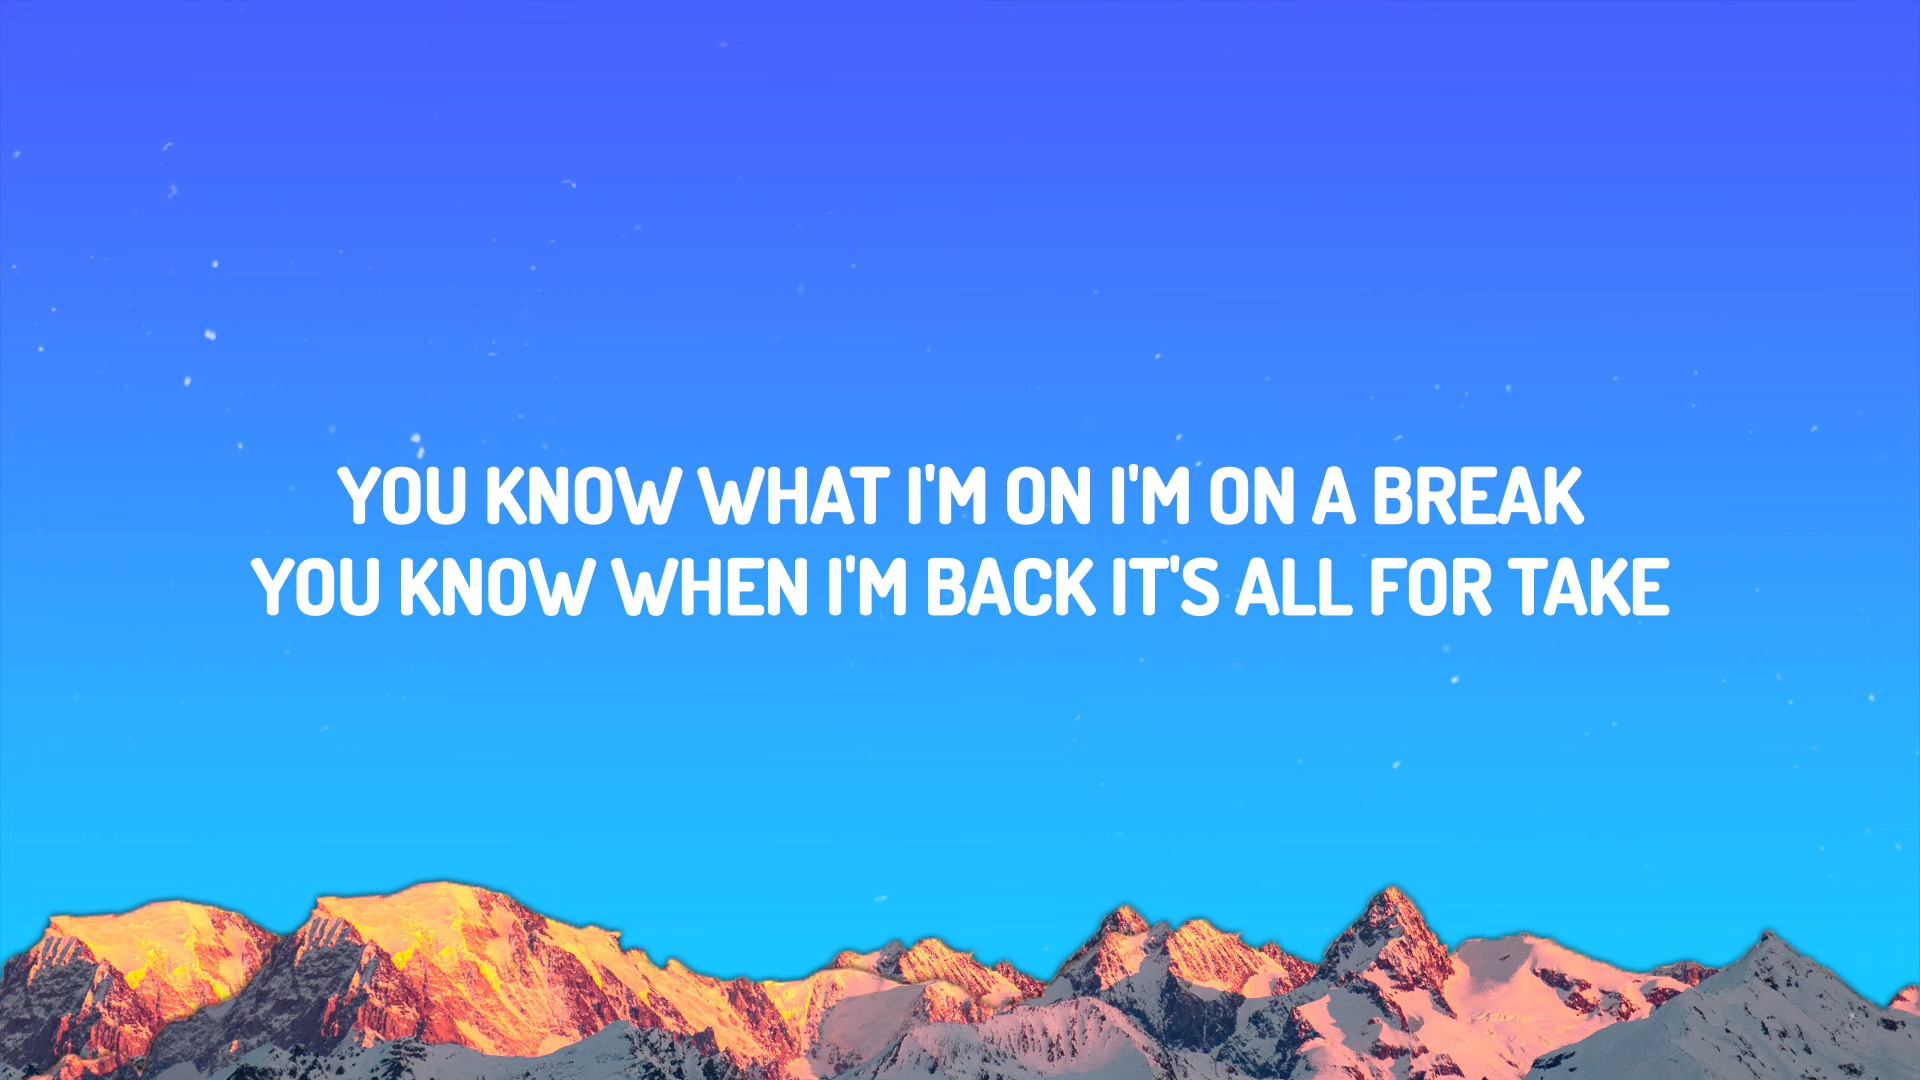 YOU KNOW WHAT I'M ON I'M ON A BREAK
YOU KNOW WHEN I'M BACK IT'S ALL FOR TAKE